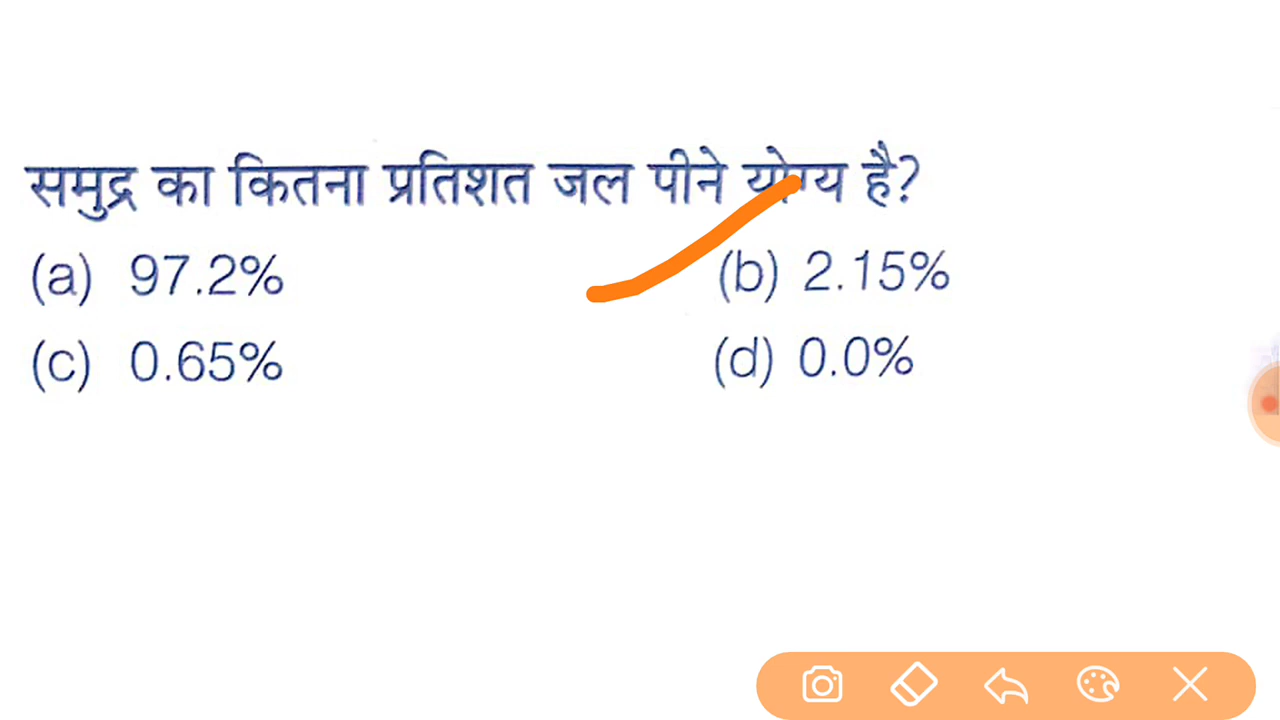 समुद्र का कितना प्रतिशत जल पीने योग्य है?
(a) 97.2% (b) 2.15%
(c) 0.65% (d) 0.0%